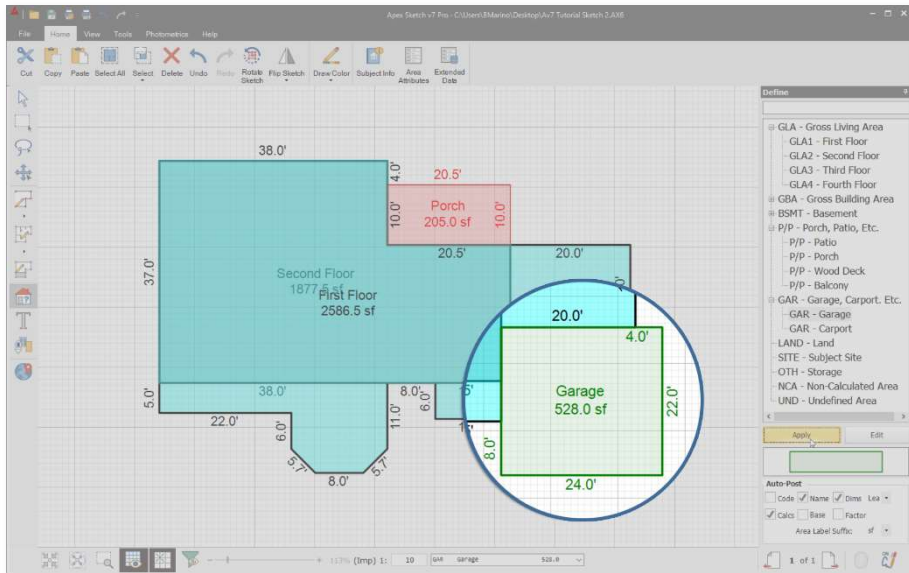 Apex Sketch v7 Pro - C:\Users\BMarino\Desktop\Av7 Tutorial Sketch 2.AX6
File Home View Tools Photometrics Help
Cut Copy Paste Select All Select Delete Undo Redo Rotate Sketch Flip Sketch Draw Color Subject Info Area Attributes Extended Data
Define
GLA - Gross Living Area
GLA1 - First Floor
GLA2 - Second Floor
GLA3 - Third Floor
GLA4 - Fourth Floor
GBA - Gross Building Area
BSMT - Basement
P/P - Porch, Patio, Etc.
P/P - Patio
P/P - Porch
P/P - Wood Deck
P/P - Balcony
GAR - Garage, Carport. Etc.
GAR - Garage
GAR - Carport
LAND - Land
SITE - Subject Site
OTH - Storage
NCA - Non-Calculated Area
UND - Undefined Area
Apply Edit
Auto-Post
Code Name Dims Lea
Calcs Base Factor
Area Label Suffix: sf
1 of 1
38.0'
4.0'
20.5'
10.0'
Porch
205.0 sf
10.0'
20.5'
20.0'
37.0'
Second Floor
First Floor
2586.5 sf
20.0'
4.0'
Garage
528.0 sf
22.0'
8.0'
24.0'
5.0'
38.0'
8.0'
6.0'
22.0'
6.0'
11.0'
5.7'
8.0'
5.7'
113% (Imp) 1: 10 GAR Garage 528.0